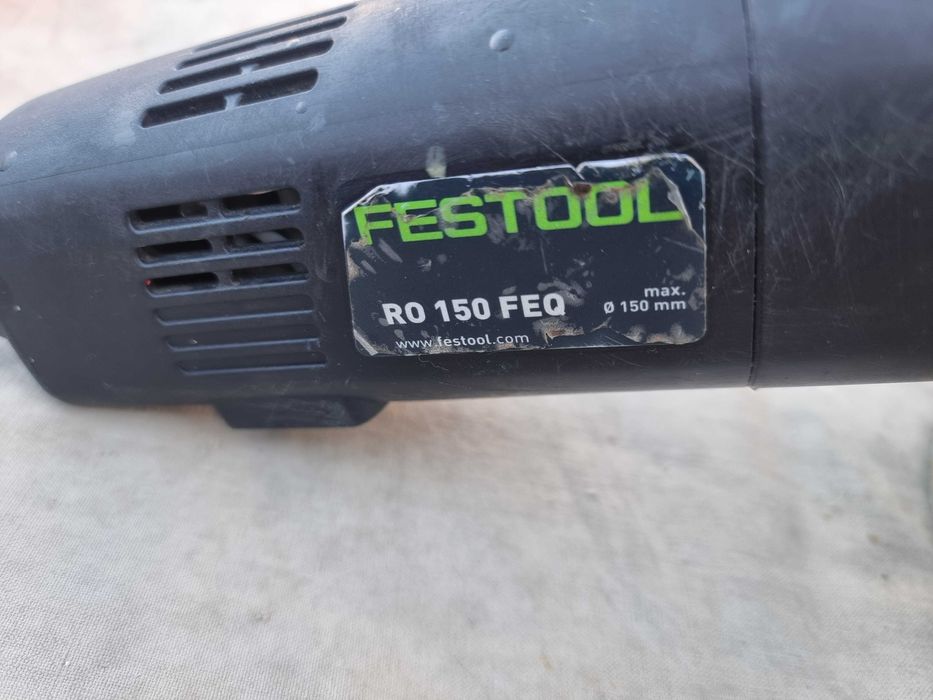 FESTOOL
RO 150 FEQ
max.
Ø 150 mm
www.festool.com